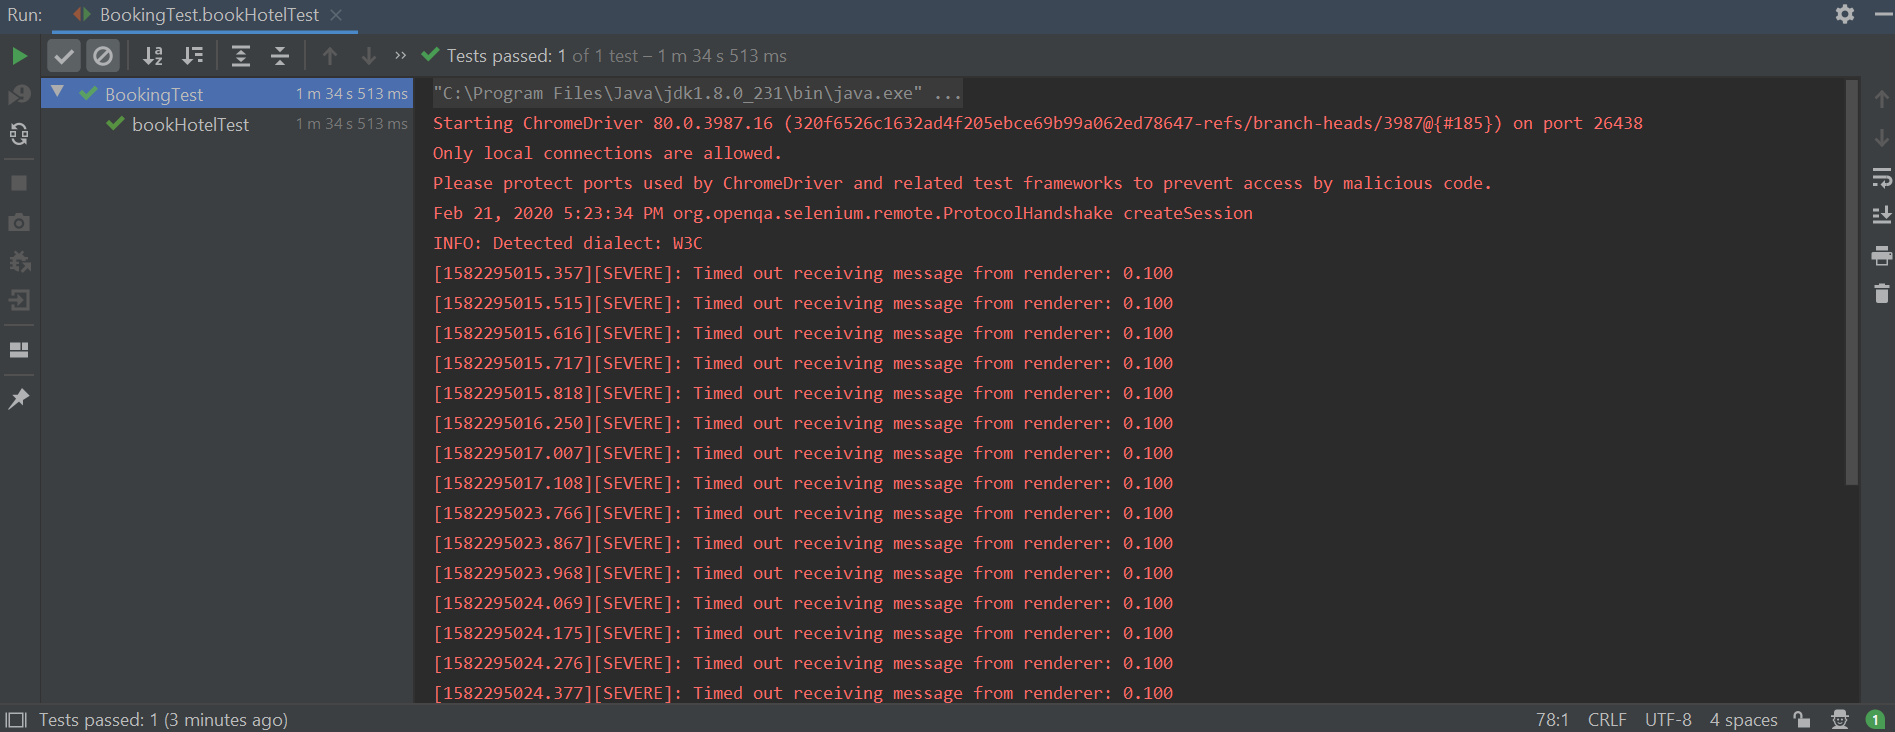 Run: BookingTest.bookHotelTest
Tests passed: 1 of 1 test – 1 m 34 s 513 ms
BookingTest 1 m 34 s 513 ms
bookHotelTest 1 m 34 s 513 ms
"C:\Program Files\Java\jdk1.8.0_231\bin\java.exe" ...
Starting ChromeDriver 80.0.3987.16 (320f6526c1632ad4f205ebce69b99a062ed78647-refs/branch-heads/3987@{#185}) on port 26438
Only local connections are allowed.
Please protect ports used by ChromeDriver and related test frameworks to prevent access by malicious code.
Feb 21, 2020 5:23:34 PM org.openqa.selenium.remote.ProtocolHandshake createSession
INFO: Detected dialect: W3C
[1582295015.357][SEVERE]: Timed out receiving message from renderer: 0.100
[1582295015.515][SEVERE]: Timed out receiving message from renderer: 0.100
[1582295015.616][SEVERE]: Timed out receiving message from renderer: 0.100
[1582295015.717][SEVERE]: Timed out receiving message from renderer: 0.100
[1582295015.818][SEVERE]: Timed out receiving message from renderer: 0.100
[1582295016.250][SEVERE]: Timed out receiving message from renderer: 0.100
[1582295017.007][SEVERE]: Timed out receiving message from renderer: 0.100
[1582295017.108][SEVERE]: Timed out receiving message from renderer: 0.100
[1582295023.766][SEVERE]: Timed out receiving message from renderer: 0.100
[1582295023.867][SEVERE]: Timed out receiving message from renderer: 0.100
[1582295023.968][SEVERE]: Timed out receiving message from renderer: 0.100
[1582295024.069][SEVERE]: Timed out receiving message from renderer: 0.100
[1582295024.175][SEVERE]: Timed out receiving message from renderer: 0.100
[1582295024.276][SEVERE]: Timed out receiving message from renderer: 0.100
[1582295024.377][SEVERE]: Timed out receiving message from renderer: 0.100
Tests passed: 1 (3 minutes ago) 78:1 CRLF UTF-8 4 spaces 1